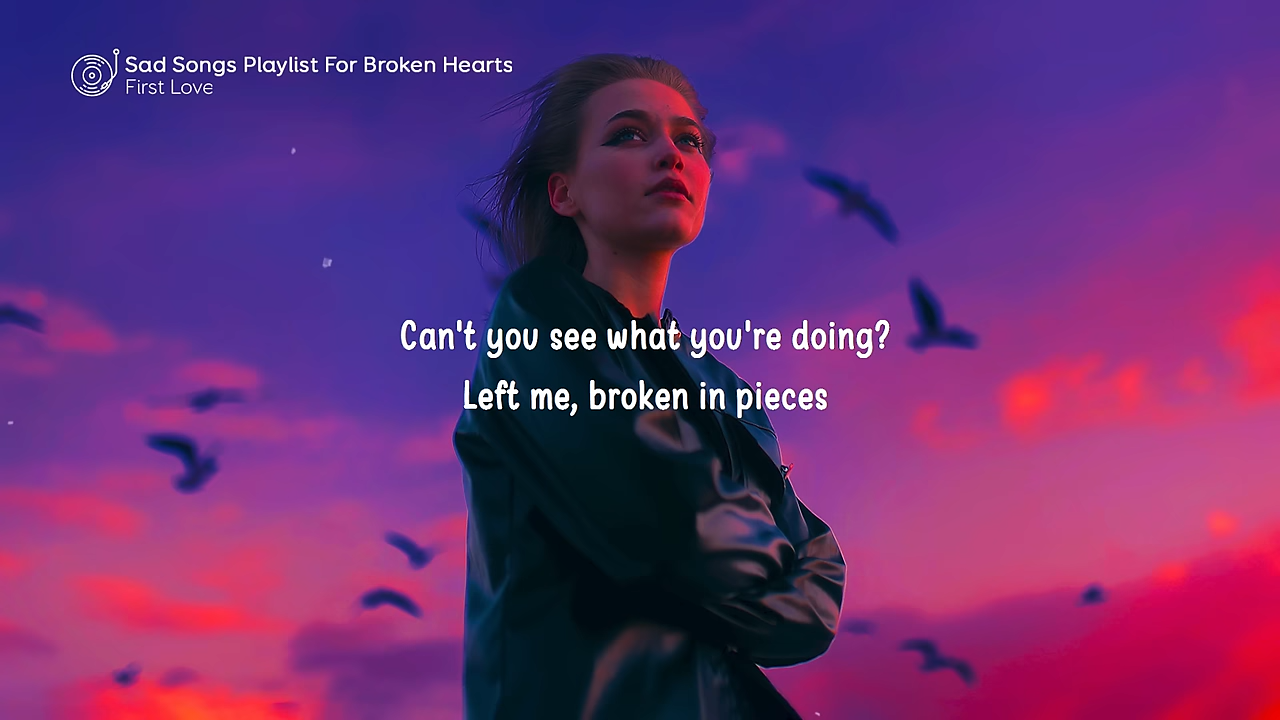 Sad Songs Playlist For Broken Hearts
First Love
Can't you see what you're doing?
Left me, broken in pieces